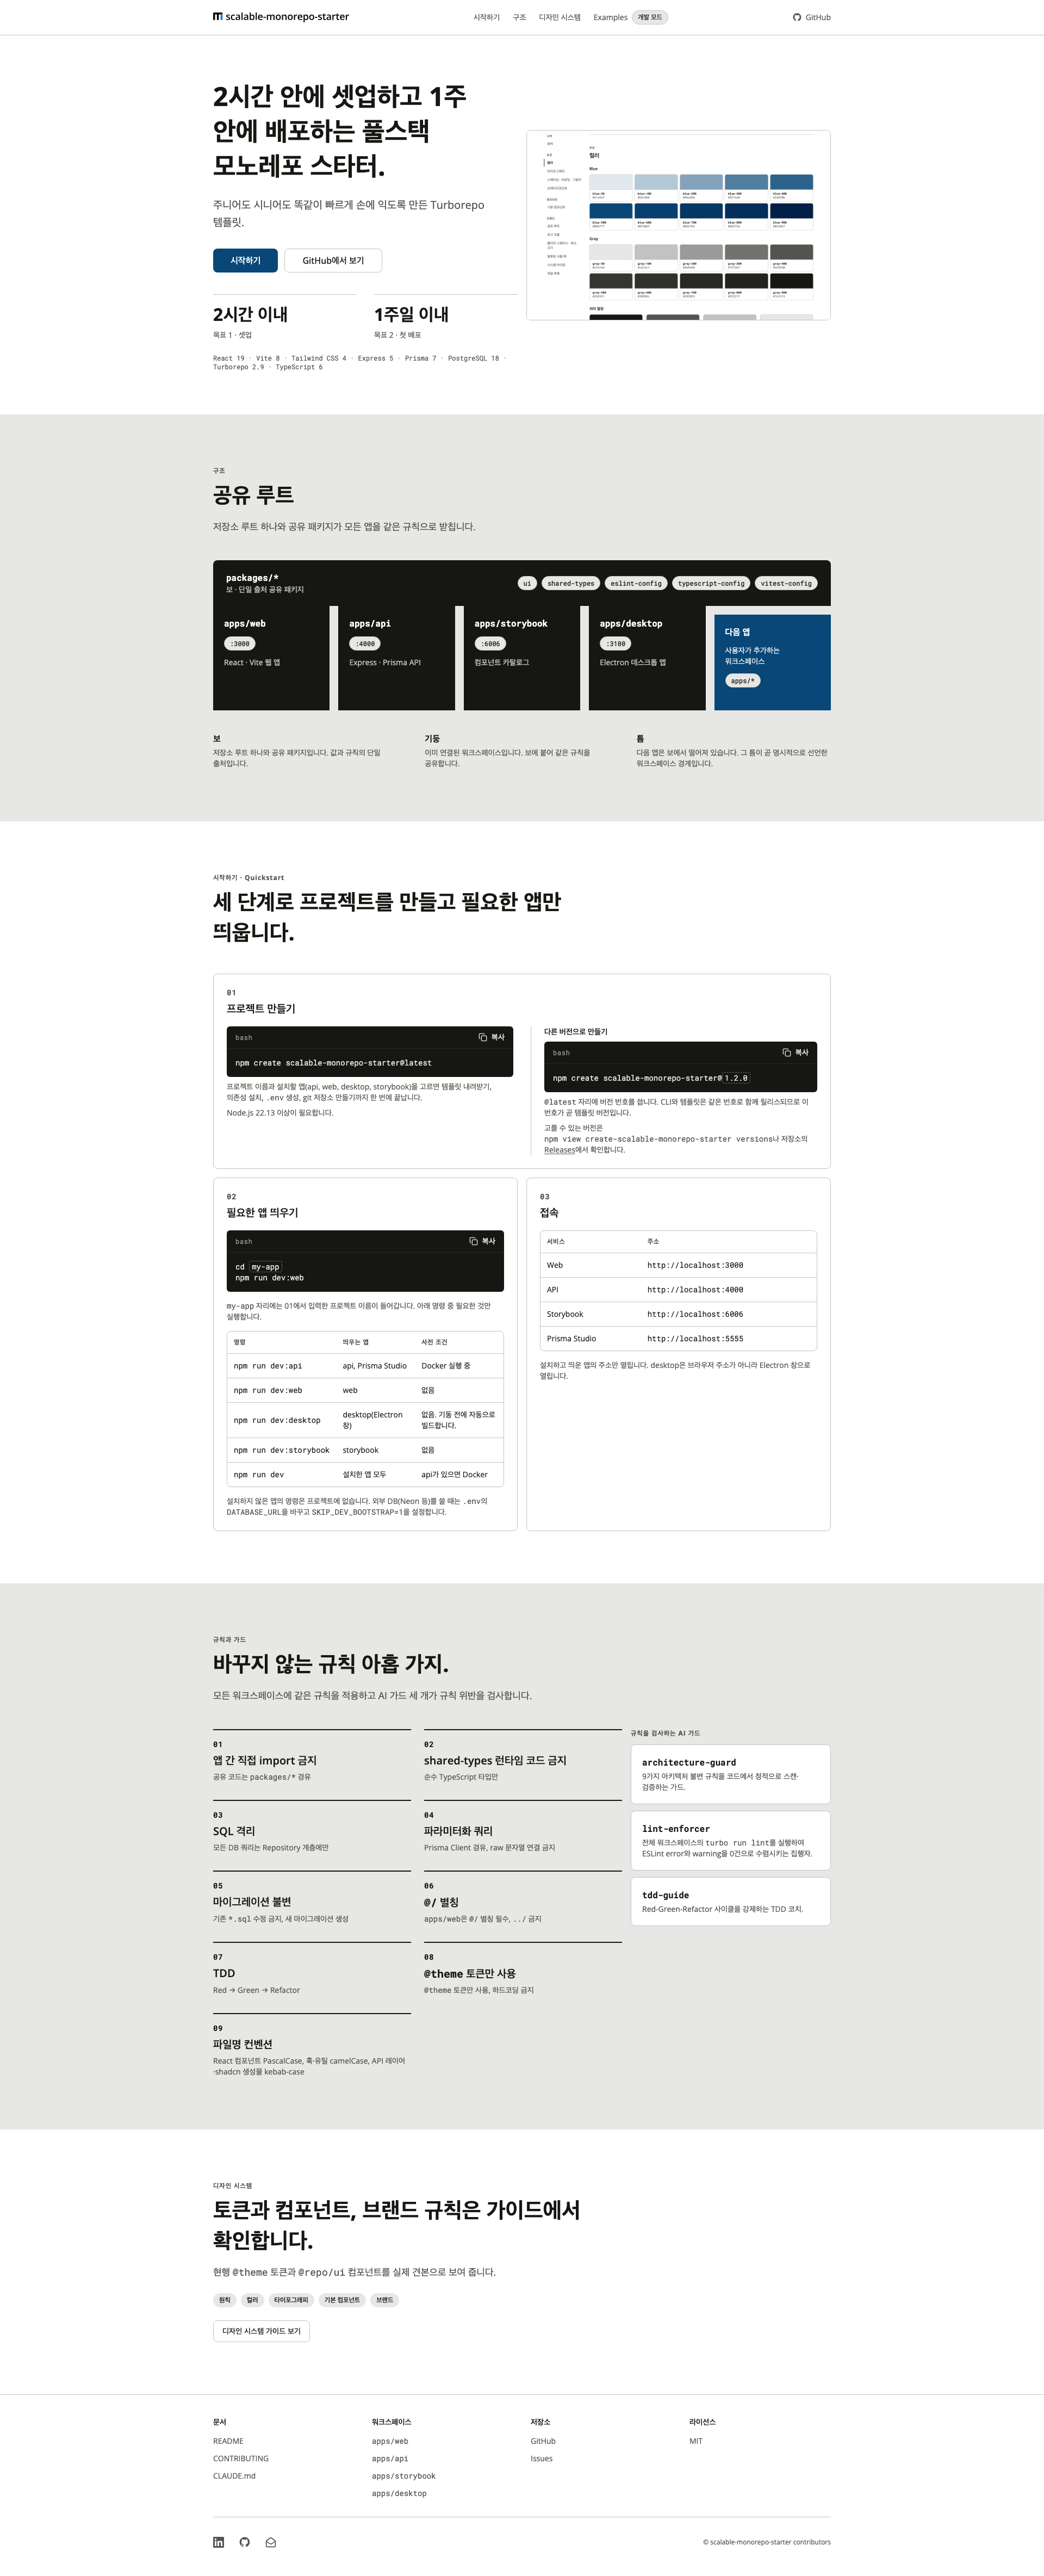 scalable-monorepo-starter
시작하기
구조
디자인 시스템
Examples 개발 모드
GitHub
2시간 안에 셋업하고 1주
안에 배포하는 풀스택
모노레포 스타터.
주니어도 시니어도 똑같이 빠르게 손에 익도록 만든 Turborepo
템플릿.
시작하기
GitHub에서 보기
2시간 이내
목표 1 · 셋업
1주일 이내
목표 2 · 첫 배포
React 19 · Vite 8 · Tailwind CSS 4 · Express 5 · Prisma 7 · PostgreSQL 18 ·
Turborepo 2.9 · TypeScript 6
컬러
Blue
Gray
구조
공유 루트
저장소 루트 하나와 공유 패키지가 모든 앱을 같은 규칙으로 받칩니다.
packages/*
보 · 단일 출처 공유 패키지
ui
shared-types
eslint-config
typescript-config
vitest-config
apps/web
:3000
React · Vite 웹 앱
apps/api
:4000
Express · Prisma API
apps/storybook
:6006
컴포넌트 카탈로그
apps/desktop
:3100
Electron 데스크톱 앱
다음 앱
사용자가 추가하는
워크스페이스
apps/*
보
저장소 루트 하나와 공유 패키지입니다. 값과 규칙의 단일
출처입니다.
기둥
이미 연결된 워크스페이스입니다. 보에 붙어 같은 규칙을
공유합니다.
틈
다음 앱은 보에서 떨어져 있습니다. 그 틈이 곧 명시적으로 선언한
워크스페이스 경계입니다.
시작하기 · Quickstart
세 단계로 프로젝트를 만들고 필요한 앱만
띄웁니다.
01
프로젝트 만들기
bash
복사
npm create scalable-monorepo-starter@latest
프로젝트 이름과 설치할 앱(api, web, desktop, storybook)을 고르면 템플릿 내려받기,
의존성 설치, .env 생성, git 저장소 만들기까지 한 번에 끝납니다.
Node.js 22.13 이상이 필요합니다.
다른 버전으로 만들기
bash
복사
npm create scalable-monorepo-starter@1.2.0
@latest 자리에 버전 번호를 씁니다. CLI와 템플릿은 같은 번호로 함께 릴리스되므로 이
번호가 곧 템플릿 버전입니다.
고를 수 있는 버전은
npm view create-scalable-monorepo-starter versions나 저장소의
Releases에서 확인합니다.
02
필요한 앱 띄우기
bash
복사
cd my-app
npm run dev:web
my-app 자리에는 01에서 입력한 프로젝트 이름이 들어갑니다. 아래 명령 중 필요한 것만
실행합니다.
명령
띄우는 앱
사전 조건
npm run dev:api
api, Prisma Studio
Docker 실행 중
npm run dev:web
web
없음
npm run dev:desktop
desktop(Electron
창)
없음. 기동 전에 자동으로
빌드합니다.
npm run dev:storybook
storybook
없음
npm run dev
설치한 앱 모두
api가 있으면 Docker
설치하지 않은 앱의 명령은 프로젝트에 없습니다. 외부 DB(Neon 등)를 쓸 때는 .env의
DATABASE_URL을 바꾸고 SKIP_DEV_BOOTSTRAP=1을 설정합니다.
03
접속
서비스
주소
Web
http://localhost:3000
API
http://localhost:4000
Storybook
http://localhost:6006
Prisma Studio
http://localhost:5555
설치하고 띄운 앱의 주소만 열립니다. desktop은 브라우저 주소가 아니라 Electron 창으로
열립니다.
규칙과 가드
바꾸지 않는 규칙 아홉 가지.
모든 워크스페이스에 같은 규칙을 적용하고 AI 가드 세 개가 규칙 위반을 검사합니다.
01
앱 간 직접 import 금지
공유 코드는 packages/* 경유
02
shared-types 런타임 코드 금지
순수 TypeScript 타입만
03
SQL 격리
모든 DB 쿼리는 Repository 계층에만
04
파라미터화 쿼리
Prisma Client 경유, raw 문자열 연결 금지
05
마이그레이션 불변
기존 *.sql 수정 금지, 새 마이그레이션 생성
06
@/ 별칭
apps/web은 @/ 별칭 필수, ../ 금지
07
TDD
Red → Green → Refactor
08
@theme 토큰만 사용
@theme 토큰만 사용, 하드코딩 금지
09
파일명 컨벤션
React 컴포넌트 PascalCase, 훅·유틸 camelCase, API 레이어
·shadcn 생성물 kebab-case
규칙을 검사하는 AI 가드
architecture-guard
9가지 아키텍처 불변 규칙을 코드에서 정적으로 스캔·
검증하는 가드.
lint-enforcer
전체 워크스페이스의 turbo run lint를 실행하여
ESLint error와 warning을 0건으로 수렴시키는 집행자.
tdd-guide
Red-Green-Refactor 사이클을 강제하는 TDD 코치.
디자인 시스템
토큰과 컴포넌트, 브랜드 규칙은 가이드에서
확인합니다.
현행 @theme 토큰과 @repo/ui 컴포넌트를 실제 견본으로 보여 줍니다.
원칙
컬러
타이포그래피
기본 컴포넌트
브랜드
디자인 시스템 가이드 보기
문서
README
CONTRIBUTING
CLAUDE.md
워크스페이스
apps/web
apps/api
apps/storybook
apps/desktop
저장소
GitHub
Issues
라이선스
MIT
© scalable-monorepo-starter contributors